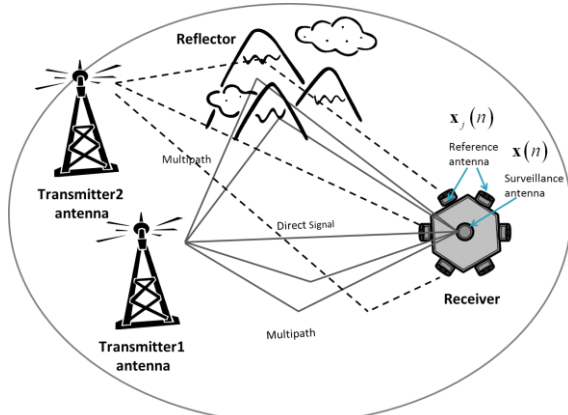 Reflector
𝐱_J(n)
Reference
antenna
𝐱(n)
Surveillance
antenna
Multipath
Transmitter2
antenna
Direct Signal
Receiver
Multipath
Transmitter1
antenna